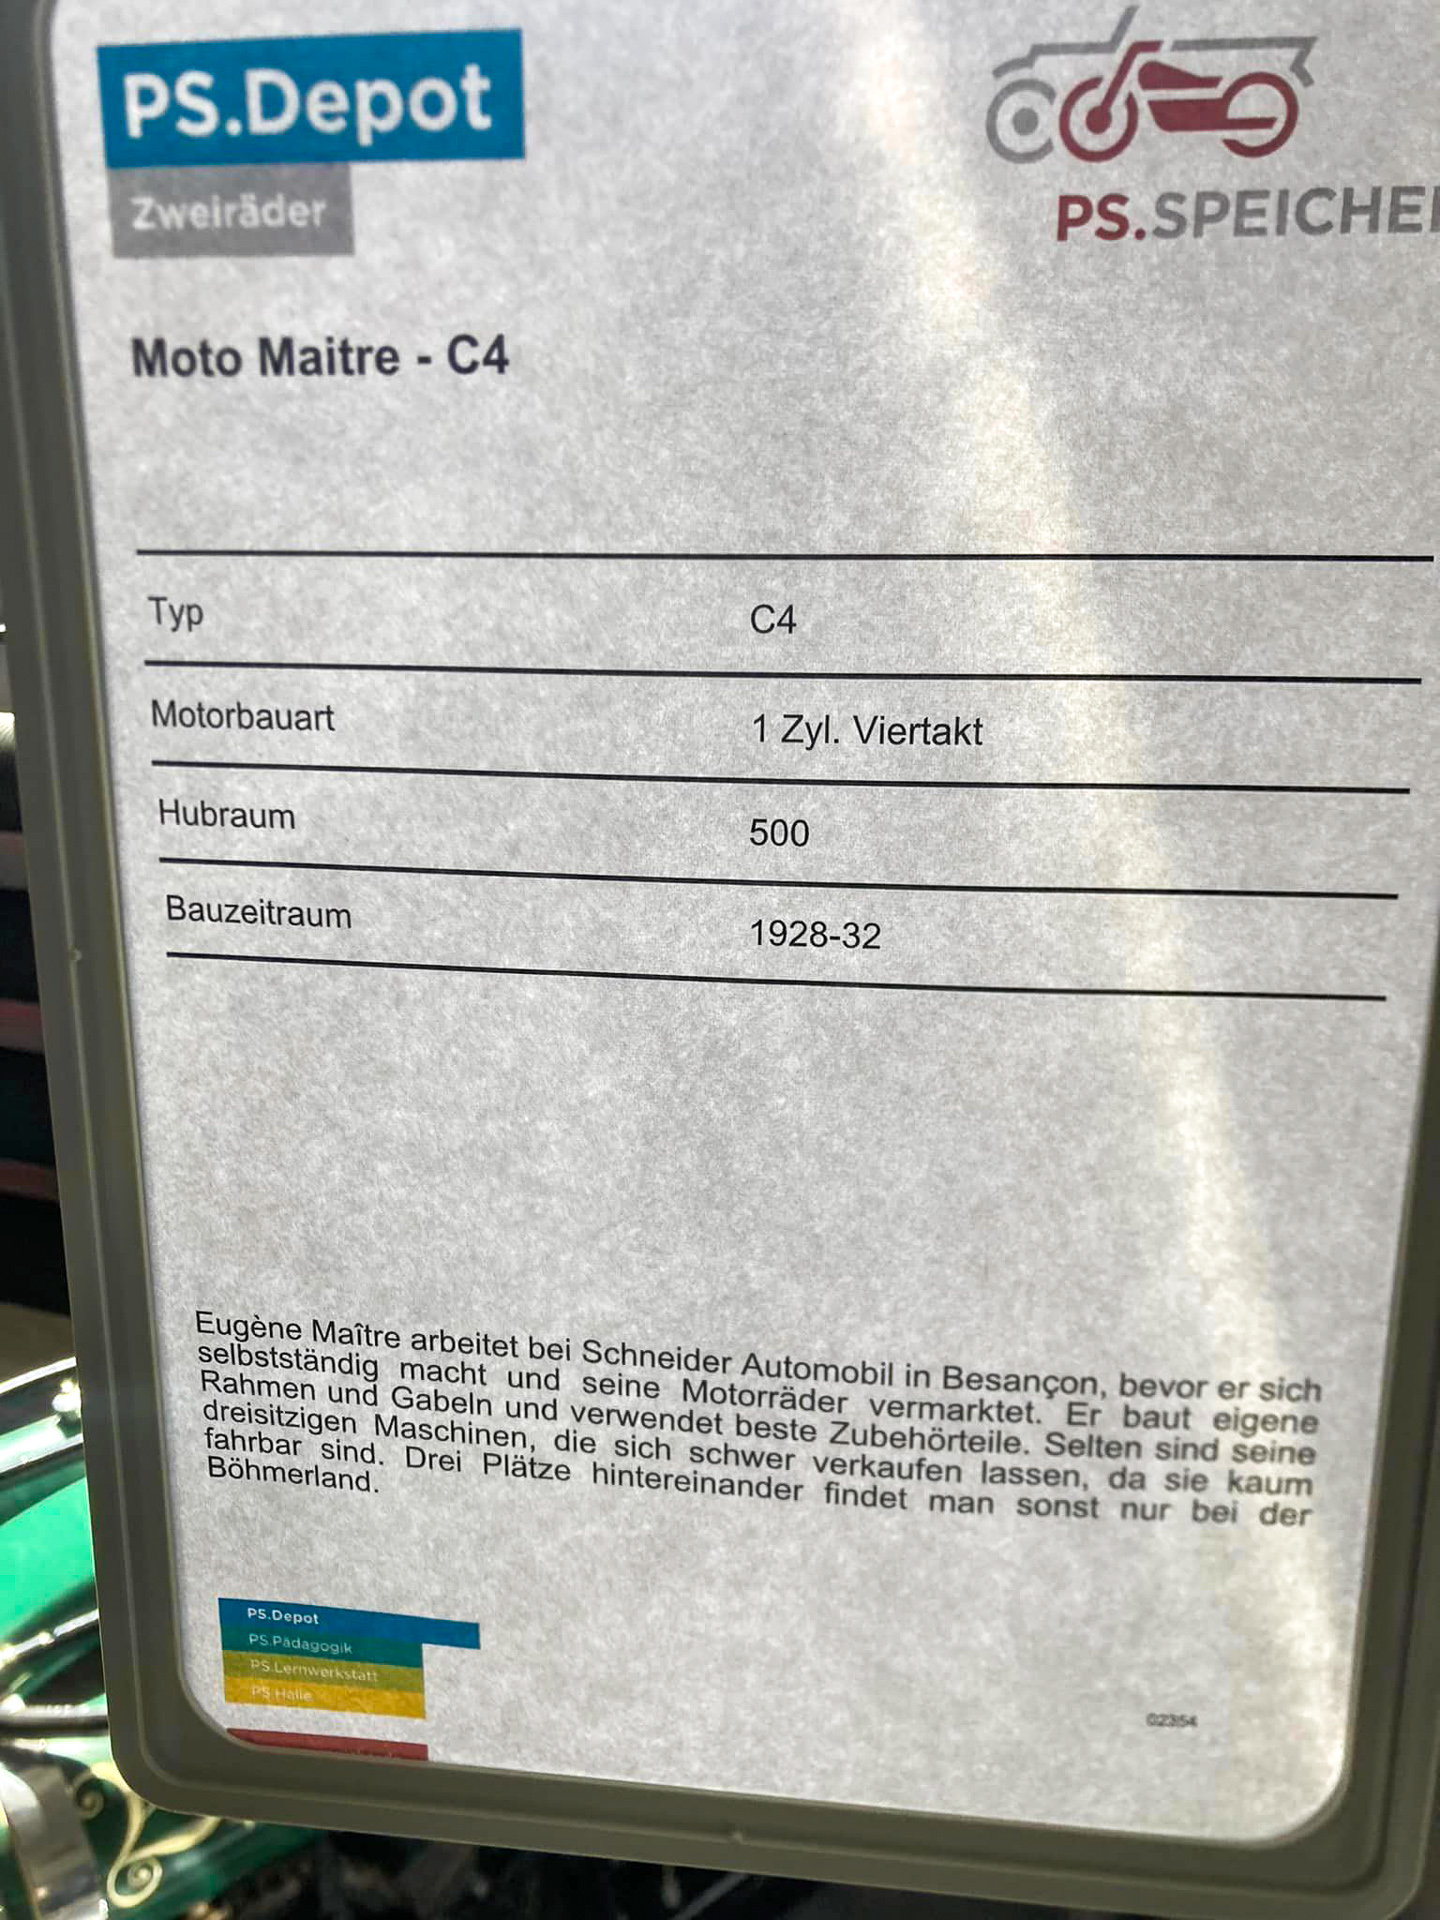 PS.Depot
Zweiräder
PS.SPEICHE
Moto Maitre - C4
Typ C4
Motorbauart 1 Zyl. Viertakt
Hubraum 500
Bauzeitraum 1928-32
Eugène Maître arbeitet bei Schneider Automobil in Besançon, bevor er sich
selbstständig macht und seine Motorräder vermarktet. Er baut eigene
Rahmen und Gabeln und verwendet beste Zubehörteile. Selten sind seine
dreisitzigen Maschinen, die sich schwer verkaufen lassen, da sie kaum
fahrbar sind. Drei Plätze hintereinander findet man sonst nur bei der
Böhmerland.
PS.Depot
PS.Pädagogik
PS.Lernwerkstatt
PS.Halle
02354